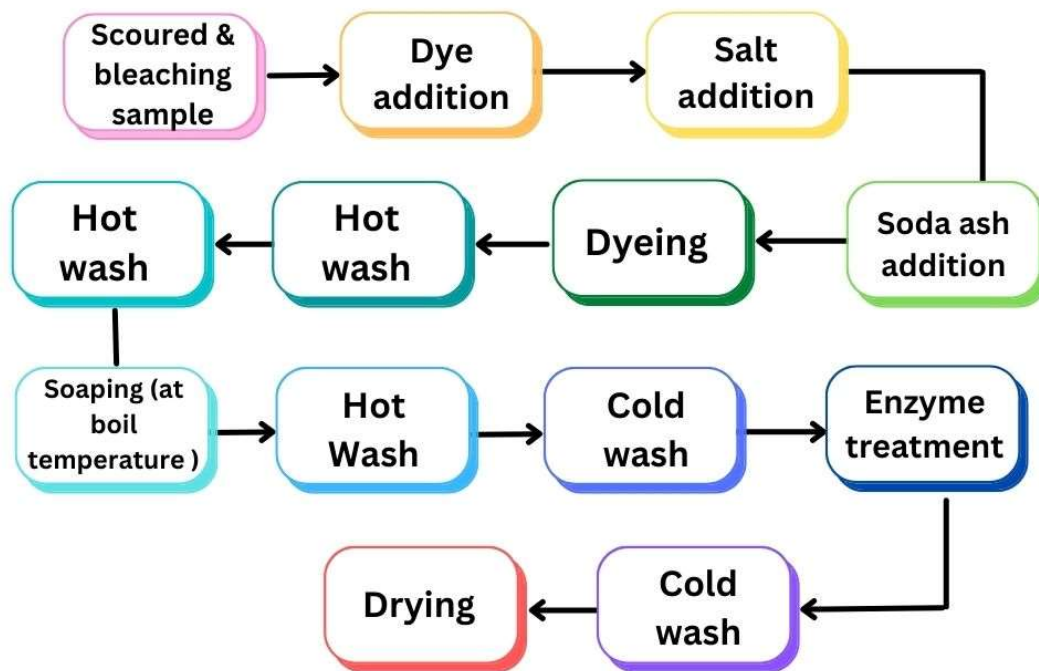 Scoured &
bleaching
sample
Dye
addition
Salt
addition
Soda ash
addition
Dyeing
Hot
wash
Hot
wash
Soaping (at
boil
temperature )
Hot
Wash
Cold
wash
Enzyme
treatment
Cold
wash
Drying